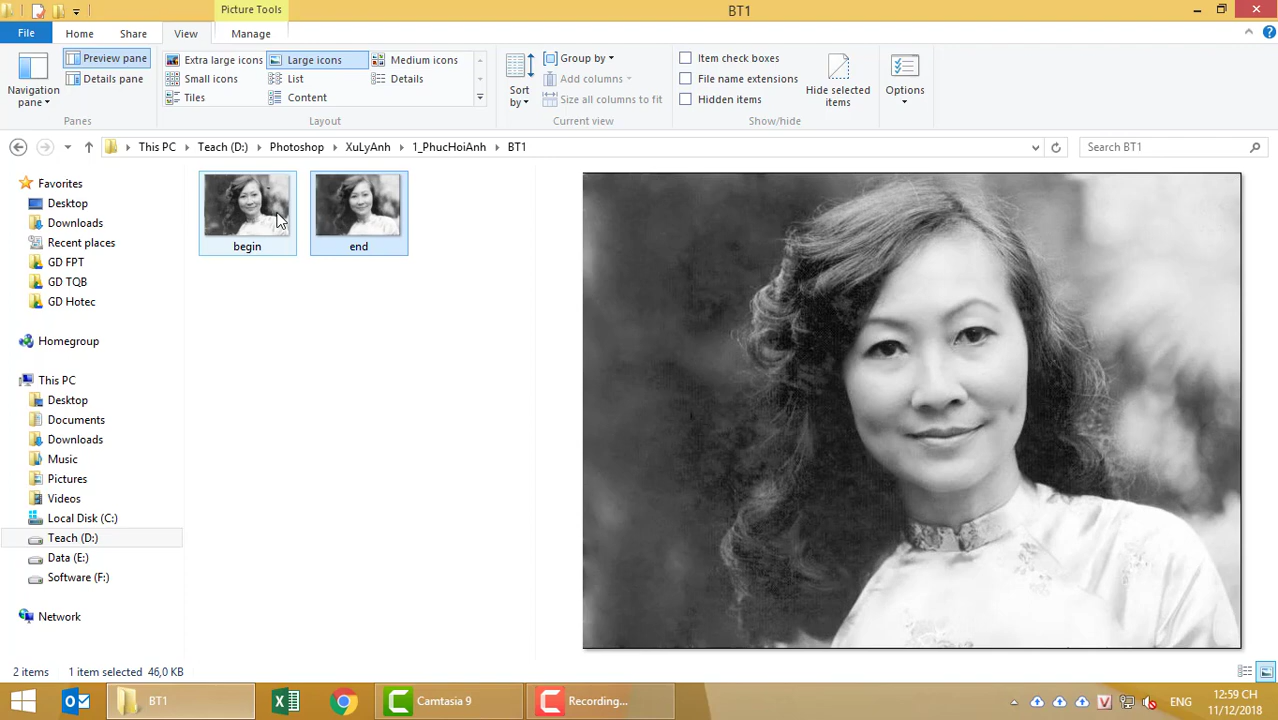 Picture Tools
BT1
File
Home
Share
View
Manage
Navigation pane
Preview pane
Details pane
Panes
Extra large icons
Large icons
Medium icons
Small icons
List
Details
Tiles
Content
Layout
Sort by
Group by
Add columns
Size all columns to fit
Current view
Item check boxes
File name extensions
Hidden items
Hide selected items
Show/hide
Options
This PC
Teach (D:)
Photoshop
XuLyAnh
1_PhucHoiAnh
BT1
Search BT1
Favorites
Desktop
Downloads
Recent places
GD FPT
GD TQB
GD Hotec
Homegroup
This PC
Desktop
Documents
Downloads
Music
Pictures
Videos
Local Disk (C:)
Teach (D:)
Data (E:)
Software (F:)
Network
begin
end
2 items
1 item selected 46,0 KB
BT1
Camtasia 9
Recording...
ENG
12:59 CH
11/12/2018